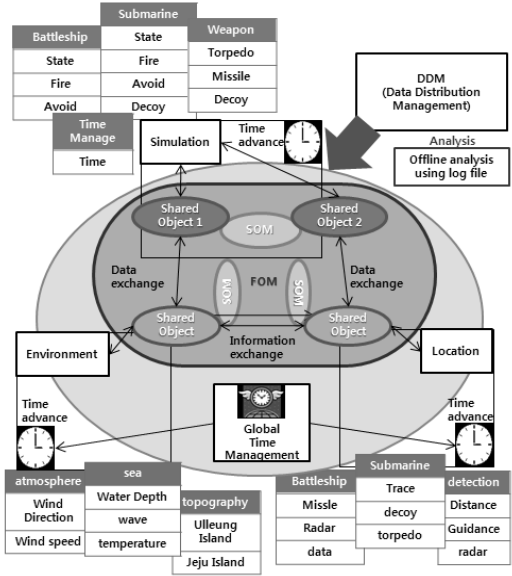 Submarine
Battleship
State
Weapon
State
Fire
Torpedo
Fire
Avoid
Missile
Avoid
Decoy
Decoy
Time
Manage
Time
Simulation
Time
advance
DDM
(Data Distribution
Management)
Analysis
Offline analysis
using log file
Shared
Object 1
SOM
Shared
Object 2
Data
exchange
SOM
FOM
SOM
Data
exchange
Shared
Object
Shared
Object
Information
exchange
Environment
Location
Time
advance
Global
Time
Management
Time
advance
atmosphere
Wind
Direction
Wind speed
sea
Water Depth
wave
temperature
topography
Ulleung
Island
Jeju Island
Battleship
Missle
Radar
data
Submarine
Trace
decoy
torpedo
detection
Distance
Guidance
radar